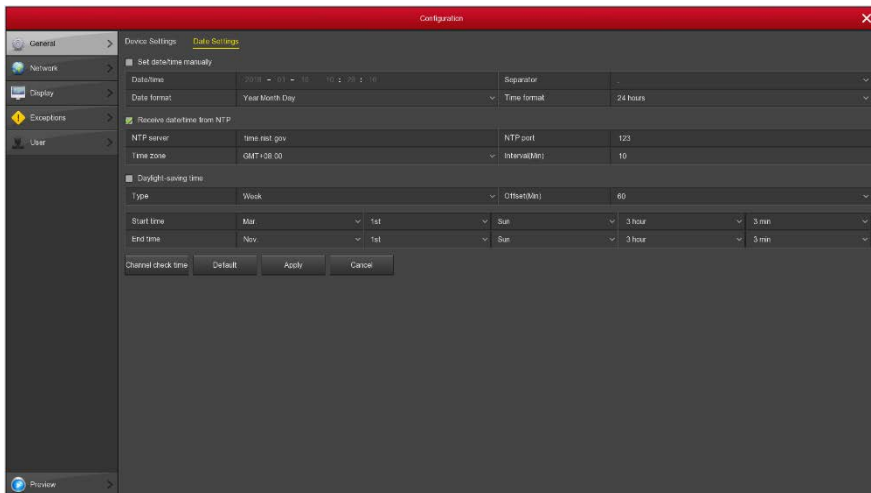 Configuration
General
Network
Display
Exceptions
User
Preview
Device Settings Date Settings
Set date/time manually
Date/time 2018 - 01 - 10 : : 10 Separator -
Date format Year Month Day Time format 24 hours
Receive date/time from NTP
NTP server time.nist.gov NTP port 123
Time zone GMT+08:00 Interval(Min) 10
Daylight-saving time
Type Week Offset(Min) 60
Start time Mar. 1st Sun 3 hour 3 min
End time Nov. 1st Sun 3 hour 3 min
Channel check time Default Apply Cancel